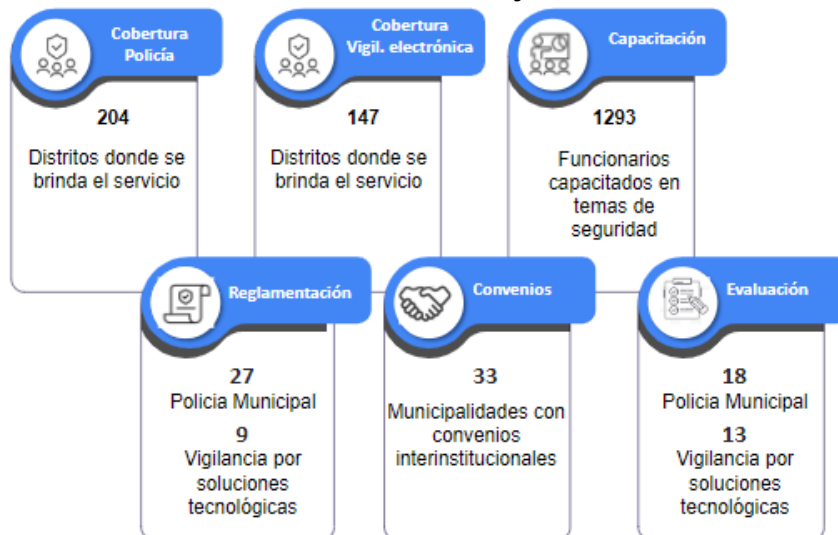 Cobertura
Policía
204
Distritos donde se
brinda el servicio
Cobertura
Vigil. electrónica
147
Distritos donde se
brinda el servicio
Capacitación
1293
Funcionarios
capacitados en
temas de
seguridad
Reglamentación
27
Policia Municipal
9
Vigilancia por
soluciones
tecnológicas
Convenios
33
Municipalidades con
convenios
interinstitucionales
Evaluación
18
Policia Municipal
13
Vigilancia por
soluciones
tecnológicas